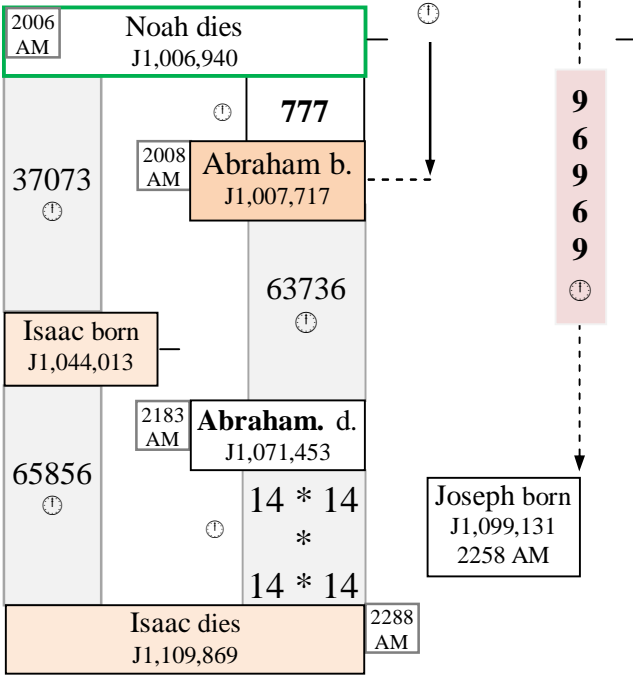 2006
AM
Noah dies
J1,006,940
777
2008
AM
Abraham b.
J1,007,717
37073
63736
Isaac born
J1,044,013
2183
AM
Abraham. d.
J1,071,453
65856
14 * 14
*
14 * 14
Isaac dies
J1,109,869
2288
AM
9
6
9
6
9
Joseph born
J1,099,131
2258 AM